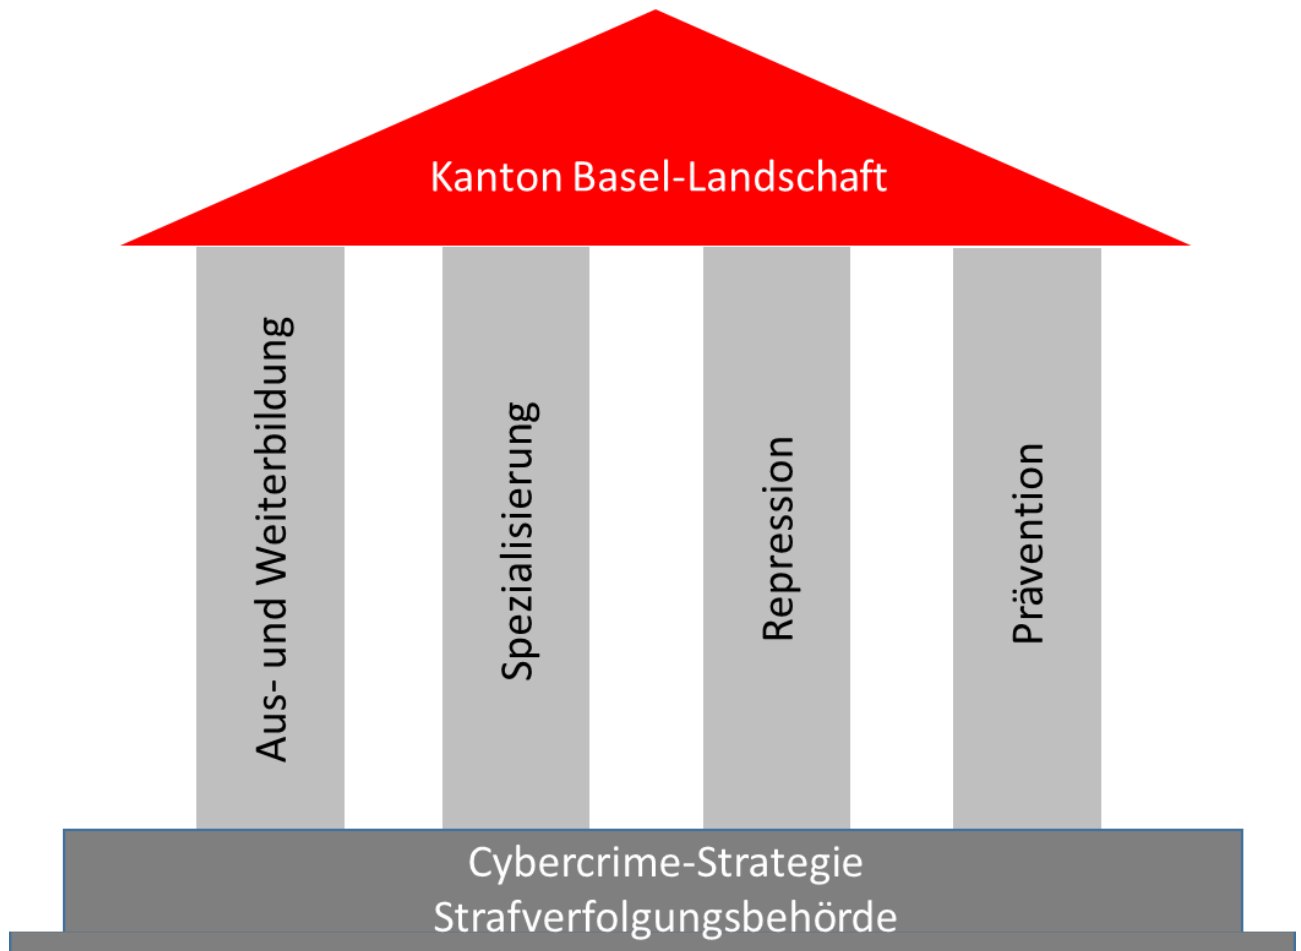 Kanton Basel-Landschaft
Aus- und Weiterbildung
Spezialisierung
Repression
Prävention
Cybercrime-Strategie
Strafverfolgungsbehörde